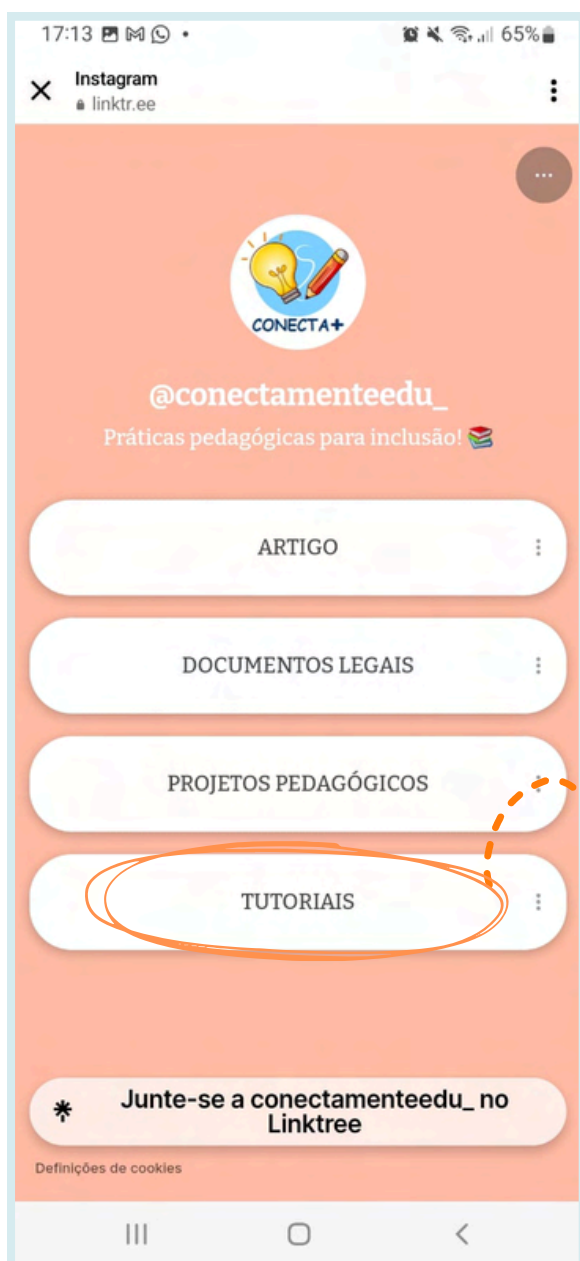 17:13 65%
Instagram
linktr.ee
CONECTA+
@conectamenteedu_
Práticas pedagógicas para inclusão!
ARTIGO
DOCUMENTOS LEGAIS
PROJETOS PEDAGÓGICOS
TUTORIAIS
Junte-se a conectamenteedu_ no
Linktree
Definições de cookies